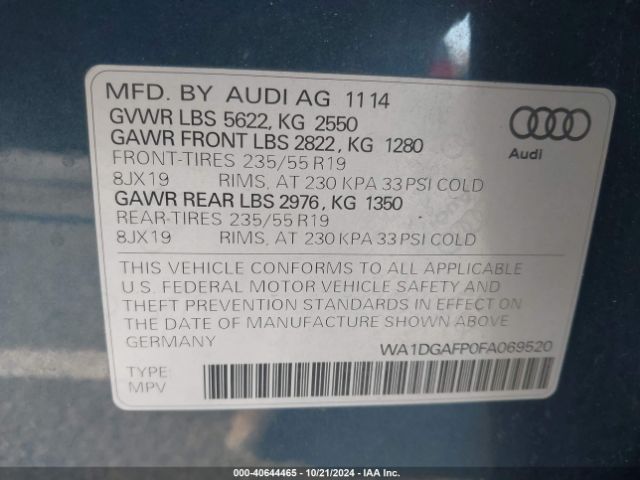 MFD. BY AUDI AG 11 14
GVWR LBS 5622, KG 2550
GAWR FRONT LBS 2822, KG 1280
FRONT-TIRES 235/55 R19
8JX19 RIMS, AT 230 KPA 33 PSI COLD
GAWR REAR LBS 2976, KG 1350
REAR-TIRES 235/55 R19
8JX19 RIMS, AT 230 KPA 33 PSI COLD
Audi
THIS VEHICLE CONFORMS TO ALL APPLICABLE
U.S. FEDERAL MOTOR VEHICLE SAFETY AND
THEFT PREVENTION STANDARDS IN EFFECT ON
THE DATE OF MANUFACTURE SHOWN ABOVE.
GERMANY
WA1DGAFP0FA069520
TYPE:
MPV
000-40644465 - 10/21/2024 - IAA Inc.